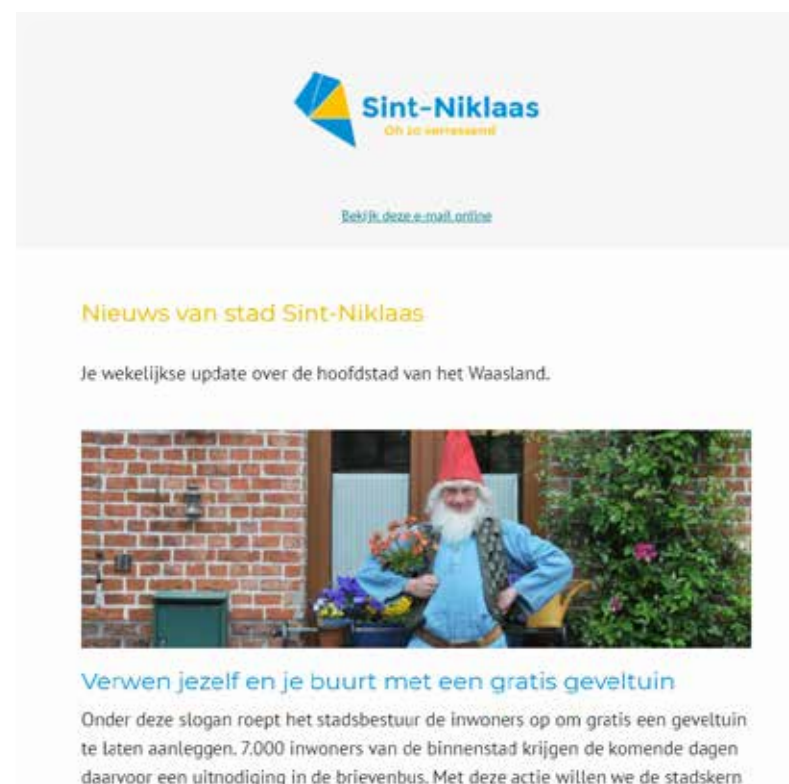 Sint-Niklaas
Oh zo verrassend
Bekijk deze e-mail online
Nieuws van stad Sint-Niklaas
Je wekelijkse update over de hoofdstad van het Waasland.
Verwen jezelf en je buurt met een gratis geveltuin
Onder deze slogan roept het stadsbestuur de inwoners op om gratis een geveltuin
te laten aanleggen. 7.000 inwoners van de binnenstad krijgen de komende dagen
daarvoor een uitnodiging in de brievenbus. Met deze actie willen we de stadskern